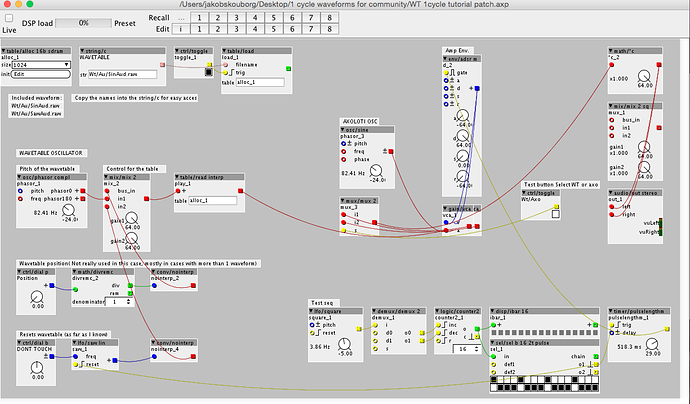 /Users/jakobskouborg/Desktop/1 cycle waveforms for community/WT 1cycle tutorial patch.axp
Live
DSP load 0% Preset
Recall ... 1 2 3 4 5 6 7 8
Edit i 1 2 3 4 5 6 7 8
table/alloc 16b sdram
alloc_1
size 1024
init Edit
string/c
WAVETABLE
str Wt/Au/SinAud.raw
ctrl/toggle
toggle_1
table/load
load_1
filename
trig
table alloc_1
Included waveform:
Wt/Au/SinAud.raw
Copy the names into the string/c for easy acces
WAVETABLE OSCILLATOR
Pitch of the wavetable
osc/phasor compl
phasor_1
pitch phasor0
freq phasor180
82.41 Hz
-24.00
Control for the table
mix/mix 2
mix_2
bus_in out
in1
in2
gain1
64.00
gain2
64.00
table/read interp
play_1
table alloc_1
Wavetable position( Not really used in this case, mostly in cases with more than 1 waveform)
ctrl/dial p
Position
0.00
math/divremc
divremc_2
div
rem
denominator 1
conv/nointerp
nointerp_2
Resets wavetable (as far as I know)
ctrl/dial b
DONT TOUCH
0.00
lfo/saw lin
saw_1
freq
reset
conv/nointerp
nointerp_4
AXOLOTI OSC
osc/sine
phasor_3
pitch
freq
phase
82.41 Hz
-24.00
mux/mux 2
mux_3
i1
i2
s
Amp Env.
env/adsr m
d_2
gate
a
d
s
r
a
-64.00
d
s
r
-64.00
gain/vca
vca_3
Test button Select WT or axo
ctrl/toggle
Wt/Axo
math/*c
*c_2
x1.000
64.00
mix/mix 2 sq
mux_1
in1
in2
gain1
x1.000
64.00
gain2
x1.000
64.00
audio/out stereo
out_1
left
right
vuLeft
vuRight
Test seq
lfo/square
square_1
pitch
reset
3.86 Hz
-5.00
demux/demux 2
demux_1
i
d0 o0
d1 o1
s
logic/counter2
counter2_1
inc o
dec c
r
16
disp/ibar 16
ibar_1
sel/sel b 16 2t pulse
sel_1
in chain
def1 o1
def2 o2
timer/pulselength
pulselength_1
trig
delay
518.3 ms
29.00